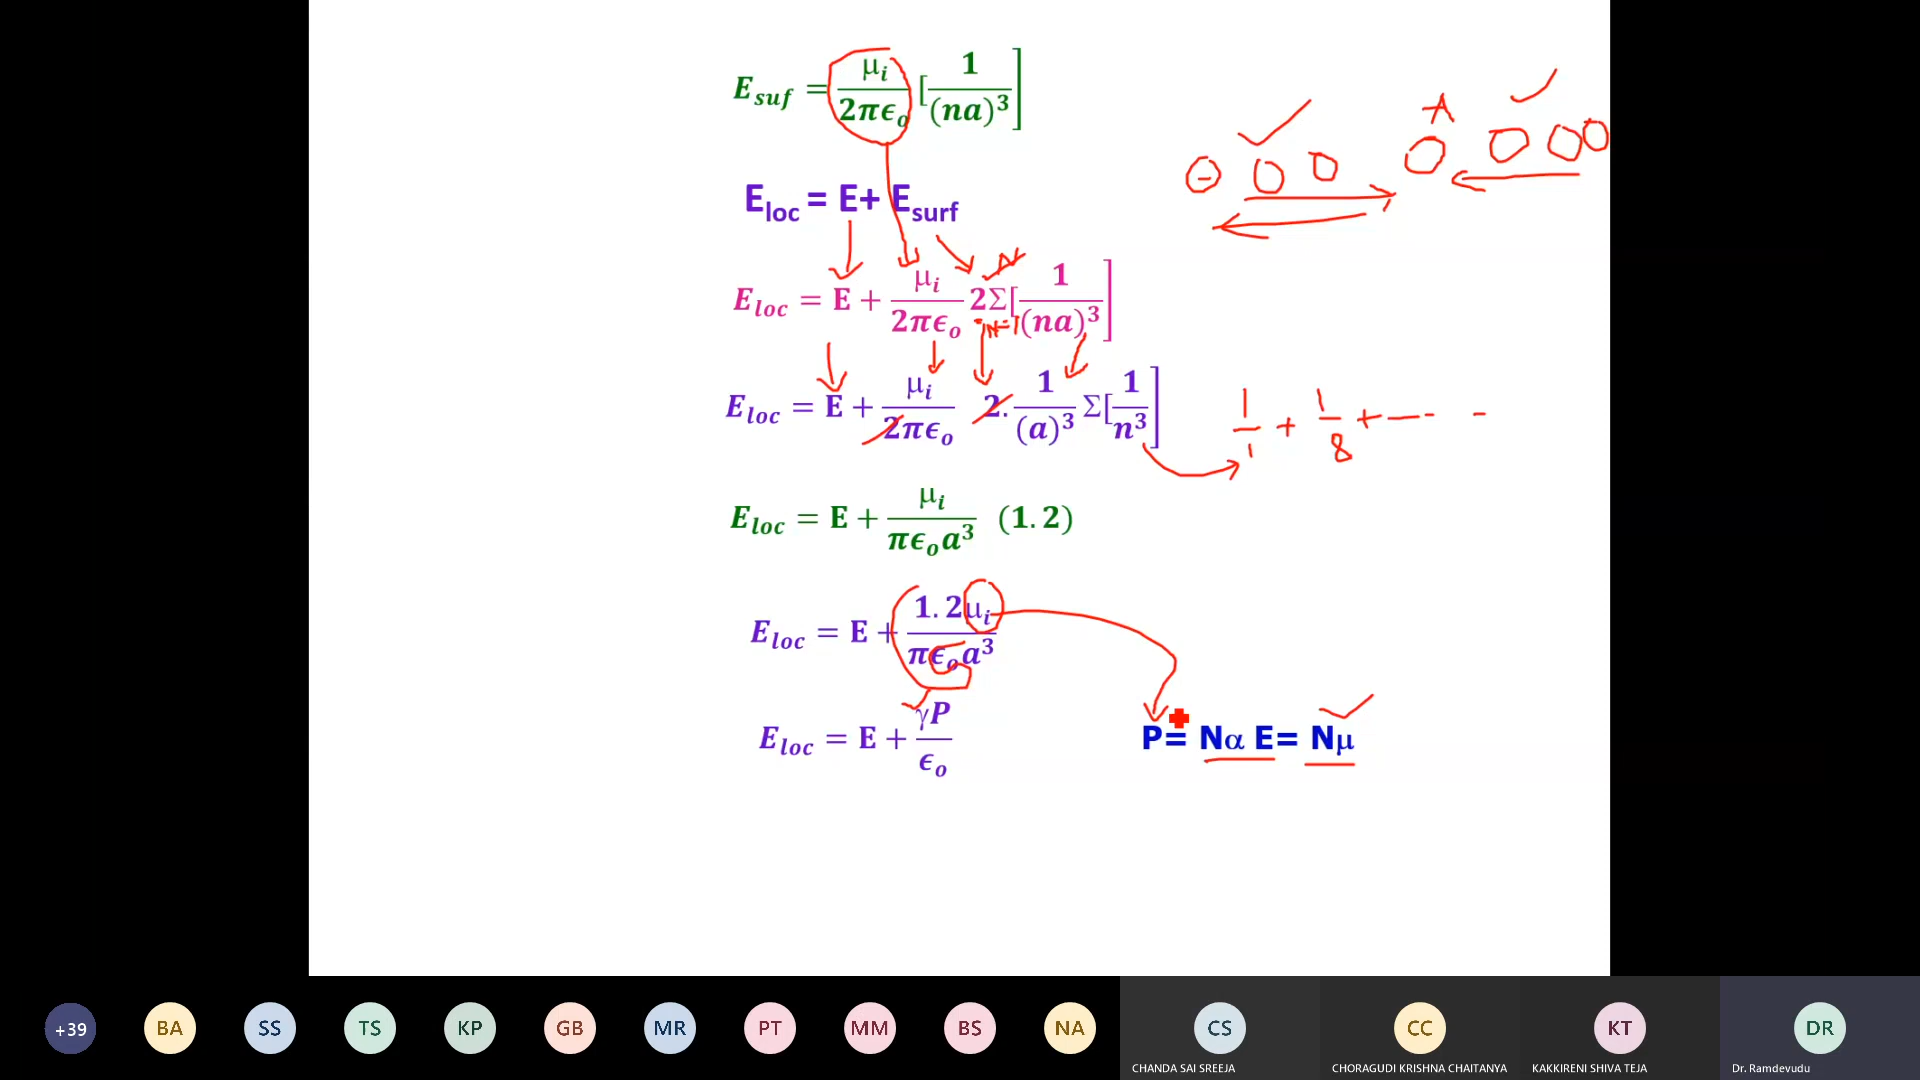 E_suf = μ_i/2πϵ_o [1/(na)^3]
A
E_loc = E+ E_surf
N
E_loc = E + μ_i/2πϵ_o 2Σ[1/(na)^3]
n=1
E_loc = E + μ_i/2πϵ_o 2. 1/(a)^3 Σ[1/n^3] 1/1 + 1/8 + -- -
E_loc = E + μ_i/πϵ_o a^3 (1.2)
E_loc = E + 1.2μ_i/πϵ_o a^3
E_loc = E + γP/ϵ_o P= Nα E= Nμ
+39 BA SS TS KP GB MR PT MM BS NA CS CC KT DR
CHANDA SAI SREEJA CHORAGUDI KRISHNA CHAITANYA KAKKIRENI SHIVA TEJA Dr. Ramdevudu